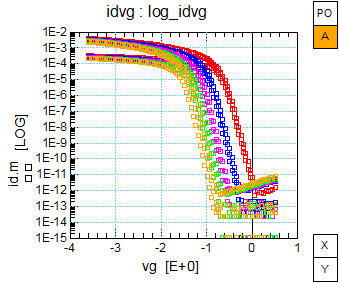 idvg : log_idvg
PO
A
1E-2
1E-3
1E-4
1E-5
1E-6
1E-7
1E-8
1E-9
1E-10
1E-11
1E-12
1E-13
1E-14
1E-15
id.m [LOG]
-4 -3 -2 -1 0 1
vg [E+0]
X
Y